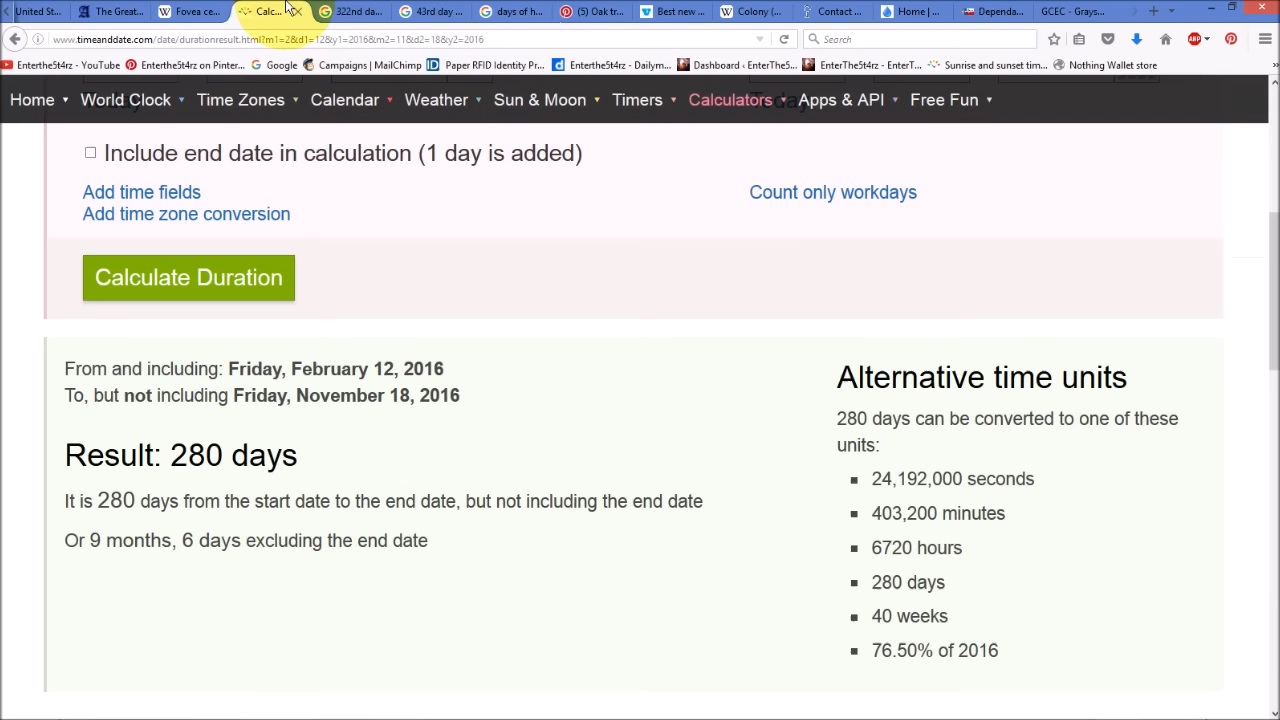 United St... The Great... Fovea ce... Calc... 322nd da... 43rd day ... days of h... (5) Oak tr... Best new ... Colony (... Contact ... Home | ... Dependa... GCEC - Grays...
www.timeanddate.com/date/durationresult.html?m1=2&d1=12&y1=2016&m2=11&d2=18&y2=2016 Search
Enterthe5t4rz - YouTube Enterthe5t4rz on Pinter... Google Campaigns | MailChimp Paper RFID Identity Pr... Enterthe5t4rz - Dailym... Dashboard ‹ EnterThe5... EnterThe5t4rz - EnterT... Sunrise and sunset tim... Nothing Wallet store
Home World Clock Time Zones Calendar Weather Sun & Moon Timers Calculators Apps & API Free Fun
Today
Include end date in calculation (1 day is added)
Add time fields Count only workdays
Add time zone conversion
Calculate Duration
From and including: Friday, February 12, 2016
To, but not including Friday, November 18, 2016
Result: 280 days
It is 280 days from the start date to the end date, but not including the end date
Or 9 months, 6 days excluding the end date
Alternative time units
280 days can be converted to one of these
units:
24,192,000 seconds
403,200 minutes
6720 hours
280 days
40 weeks
76.50% of 2016